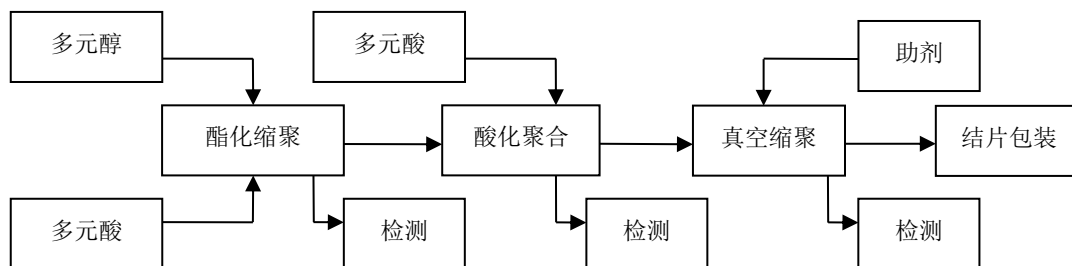 多元醇
多元酸
助剂
酯化缩聚
酸化聚合
真空缩聚
结片包装
多元酸
检测
检测
检测